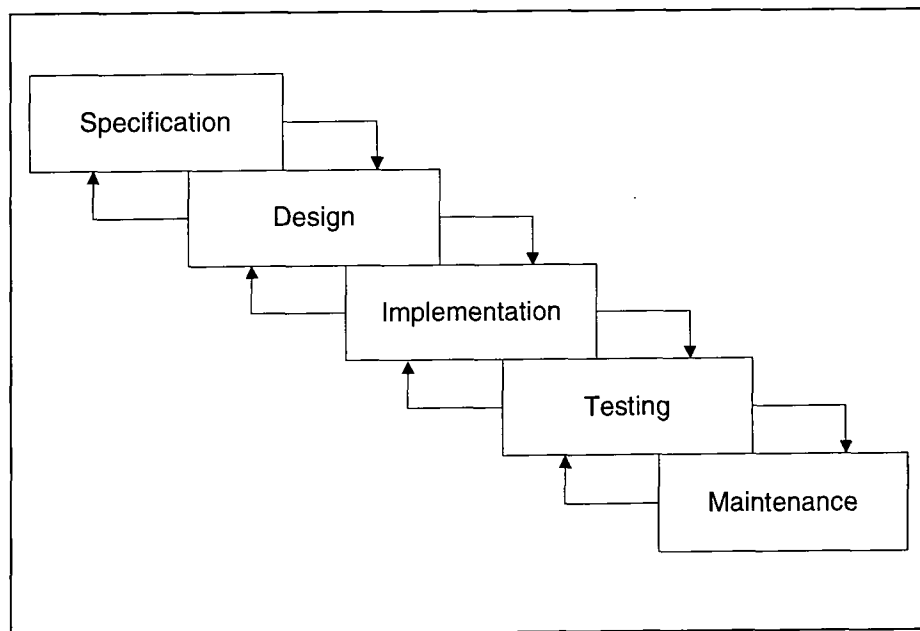 Specification
Design
Implementation
Testing
Maintenance